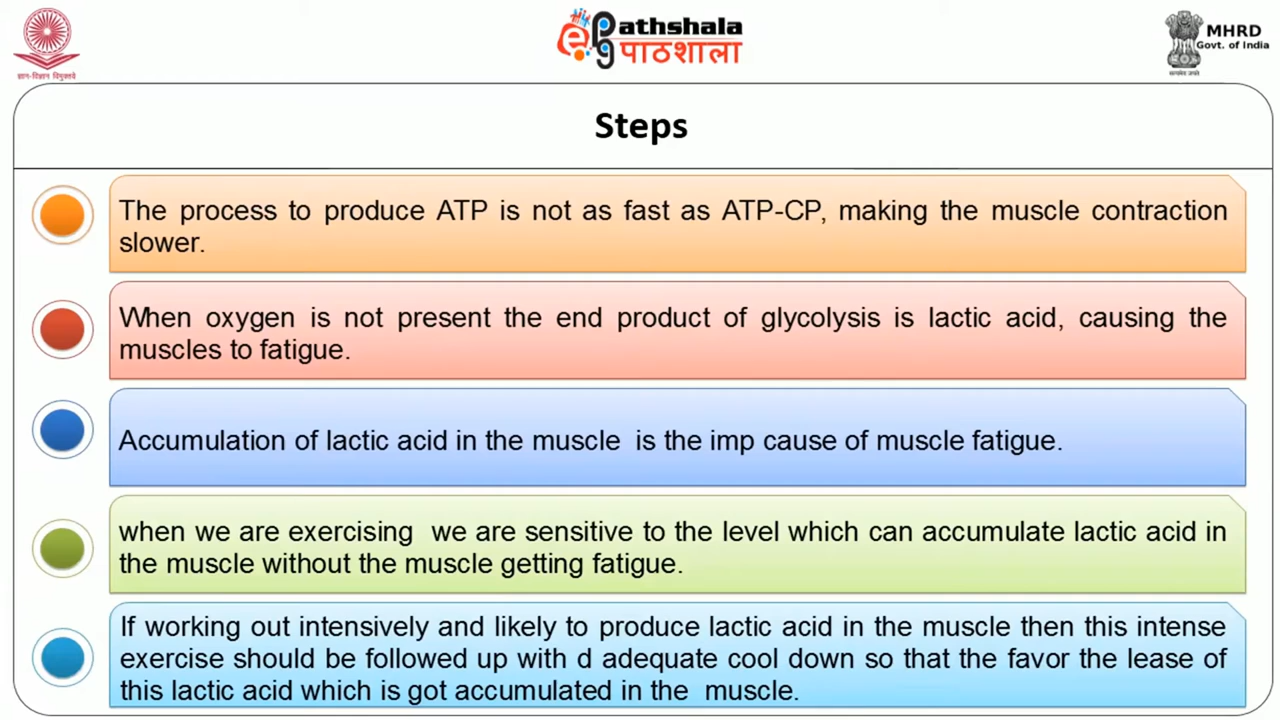 ज्ञान-विज्ञान विमुक्तये
epg Pathshala
पाठशाला
MHRD
Govt. of India
सत्यमेव जयते
Steps
The process to produce ATP is not as fast as ATP-CP, making the muscle contraction
slower.
When oxygen is not present the end product of glycolysis is lactic acid, causing the
muscles to fatigue.
Accumulation of lactic acid in the muscle is the imp cause of muscle fatigue.
when we are exercising we are sensitive to the level which can accumulate lactic acid in
the muscle without the muscle getting fatigue.
If working out intensively and likely to produce lactic acid in the muscle then this intense
exercise should be followed up with d adequate cool down so that the favor the lease of
this lactic acid which is got accumulated in the muscle.